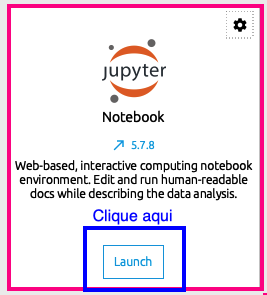 jupyter
Notebook
5.7.8
Web-based, interactive computing notebook
environment. Edit and run human-readable
docs while describing the data analysis.
Clique aqui
Launch